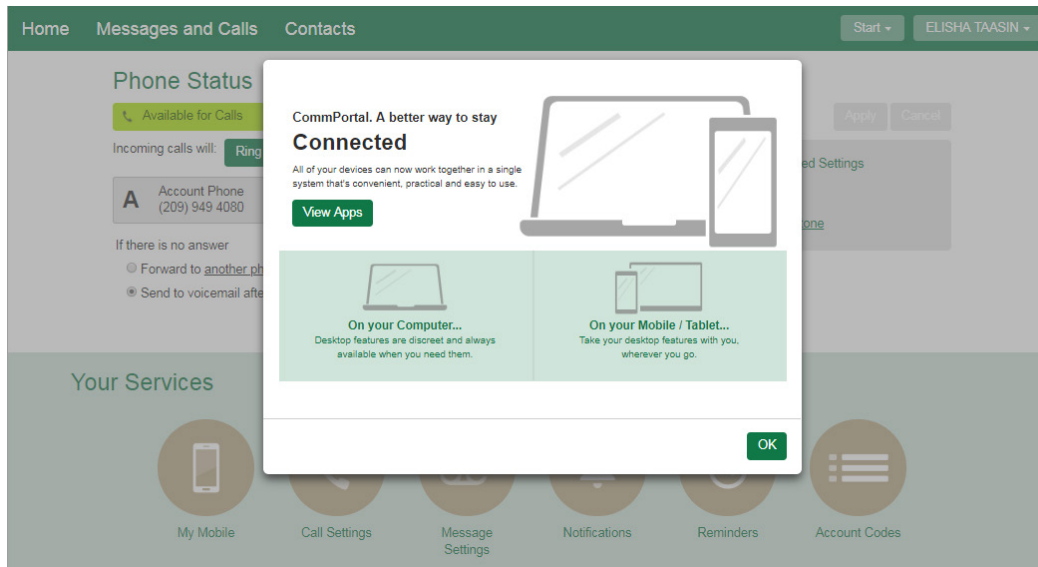 Home Messages and Calls Contacts Start ELISHA TAASIN
Phone Status
Available for Calls
Apply Cancel
Incoming calls will: Ring
ed Settings
A Account Phone
(209) 949 4080
one
If there is no answer
Forward to another ph
Send to voicemail afte
CommPortal. A better way to stay
Connected
All of your devices can now work together in a single
system that's convenient, practical and easy to use.
View Apps
On your Computer...
Desktop features are discreet and always
available when you need them.
On your Mobile / Tablet...
Take your desktop features with you,
wherever you go.
OK
Your Services
My Mobile
Call Settings
Message
Settings
Notifications
Reminders
Account Codes